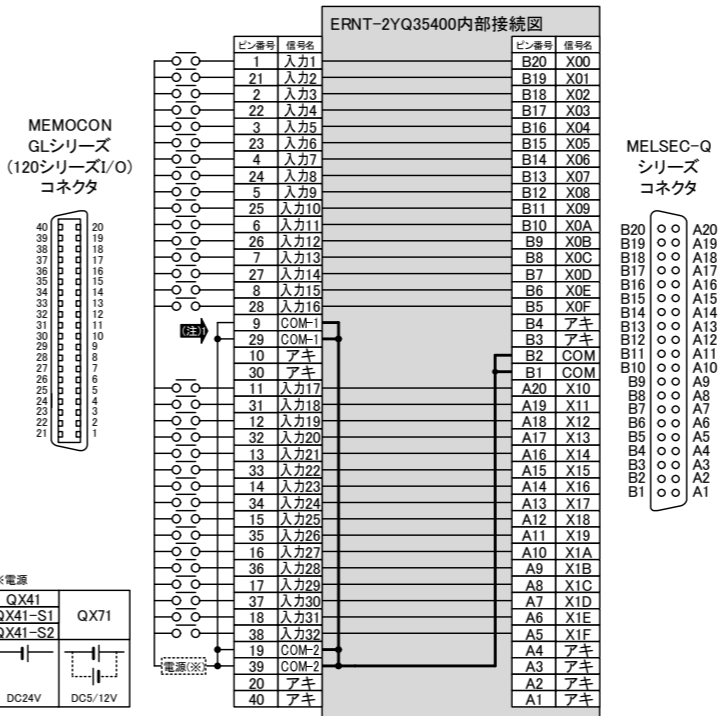 ERNT-2YQ35400内部接続図
ピン番号 信号名 ピン番号 信号名
1 入力1 B20 X00
21 入力2 B19 X01
2 入力3 B18 X02
22 入力4 B17 X03
3 入力5 B16 X04
23 入力6 B15 X05
4 入力7 B14 X06
24 入力8 B13 X07
5 入力9 B12 X08
25 入力10 B11 X09
6 入力11 B10 X0A
26 入力12 B9 X0B
7 入力13 B8 X0C
27 入力14 B7 X0D
8 入力15 B6 X0E
28 入力16 B5 X0F
9 COM-1 B4 アキ
29 COM-1 B3 アキ
10 アキ B2 COM
30 アキ B1 COM
11 入力17 A20 X10
31 入力18 A19 X11
12 入力19 A18 X12
32 入力20 A17 X13
13 入力21 A16 X14
33 入力22 A15 X15
14 入力23 A14 X16
34 入力24 A13 X17
15 入力25 A12 X18
35 入力26 A11 X19
16 入力27 A10 X1A
36 入力28 A9 X1B
17 入力29 A8 X1C
37 入力30 A7 X1D
18 入力31 A6 X1E
38 入力32 A5 X1F
19 COM-2 A4 アキ
39 COM-2 A3 アキ
20 アキ A2 アキ
40 アキ A1 アキ
電源(※)
MEMOCON
GLシリーズ
(120シリーズI/O)
コネクタ
40 20
39 19
38 18
37 17
36 16
35 15
34 14
33 13
32 12
31 11
30 10
29 9
28 8
27 7
26 6
25 5
24 4
23 3
22 2
21 1
MELSEC-Q
シリーズ
コネクタ
B20 A20
B19 A19
B18 A18
B17 A17
B16 A16
B15 A15
B14 A14
B13 A13
B12 A12
B11 A11
B10 A10
B9 A9
B8 A8
B7 A7
B6 A6
B5 A5
B4 A4
B3 A3
B2 A2
B1 A1
※電源
QX41
QX41-S1 QX71
QX41-S2
DC24V DC5/12V